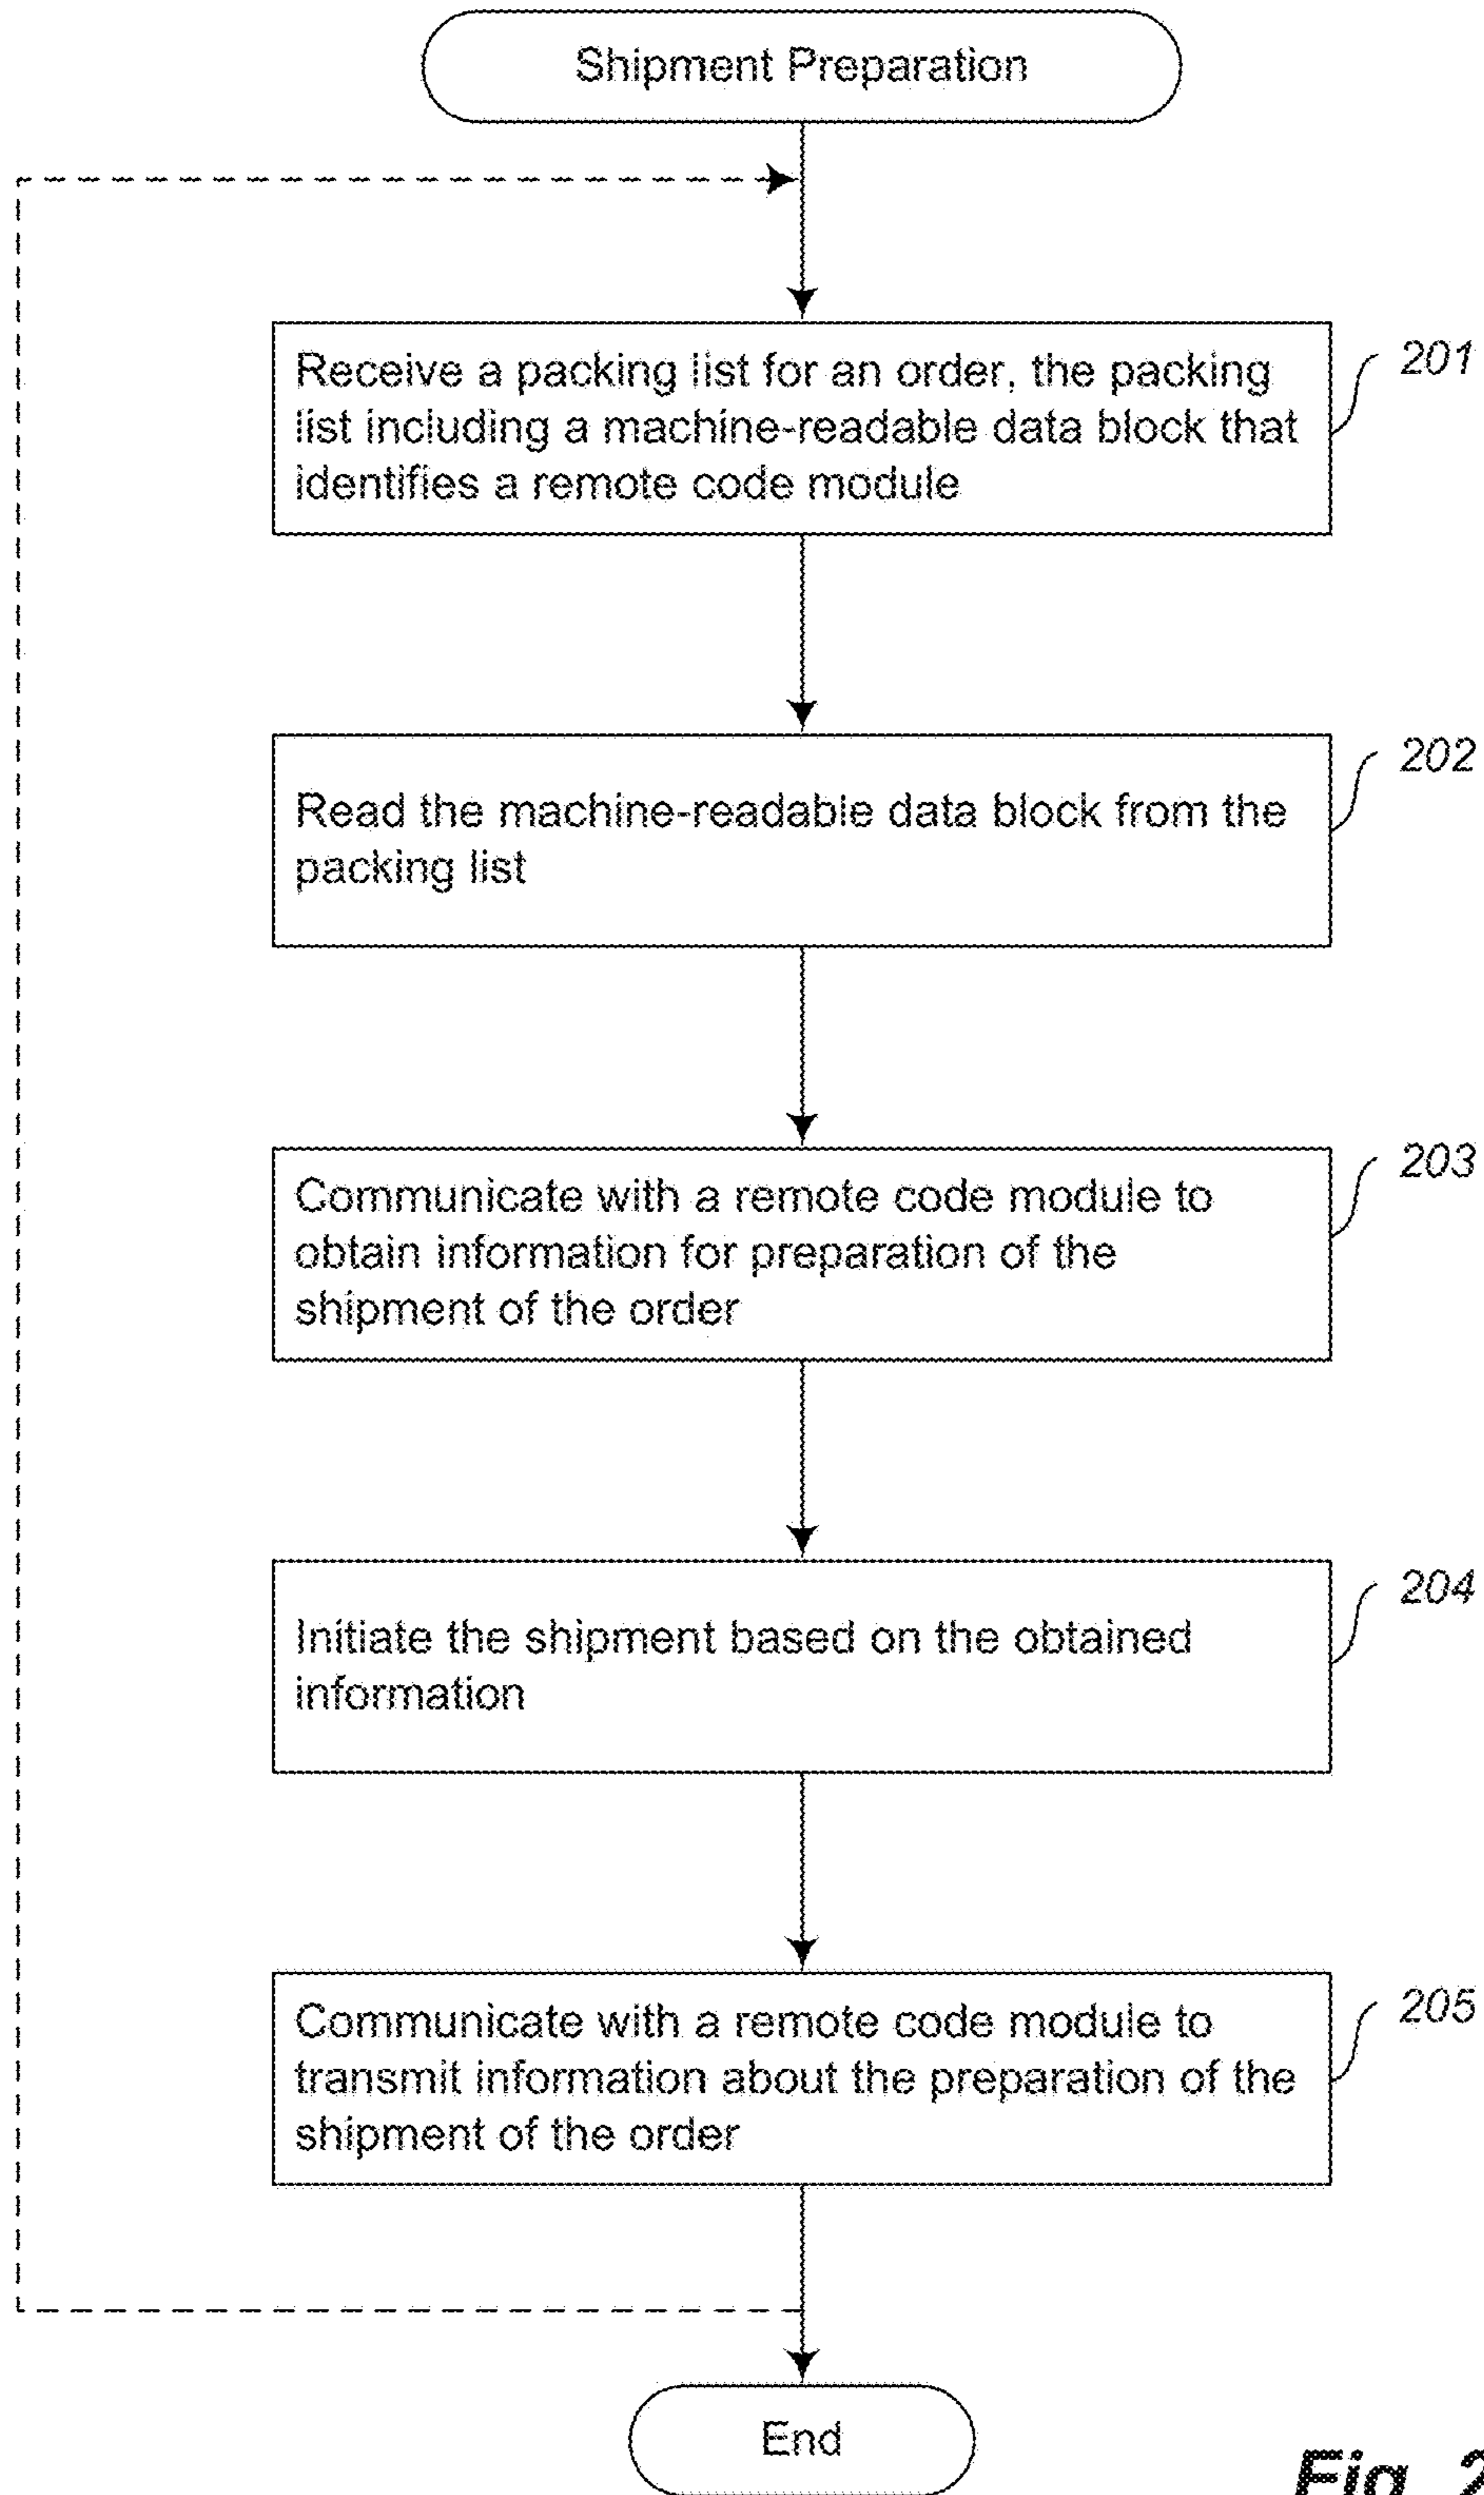 Shipment Preparation
Receive a packing list for an order, the packing
list including a machine-readable data block that
identifies a remote code module
201
Read the machine-readable data block from the
packing list
202
Communicate with a remote code module to
obtain information for preparation of the
shipment of the order
203
Initiate the shipment based on the obtained
information
204
Communicate with a remote code module to
transmit information about the preparation of the
shipment of the order
205
End
Fig. 2